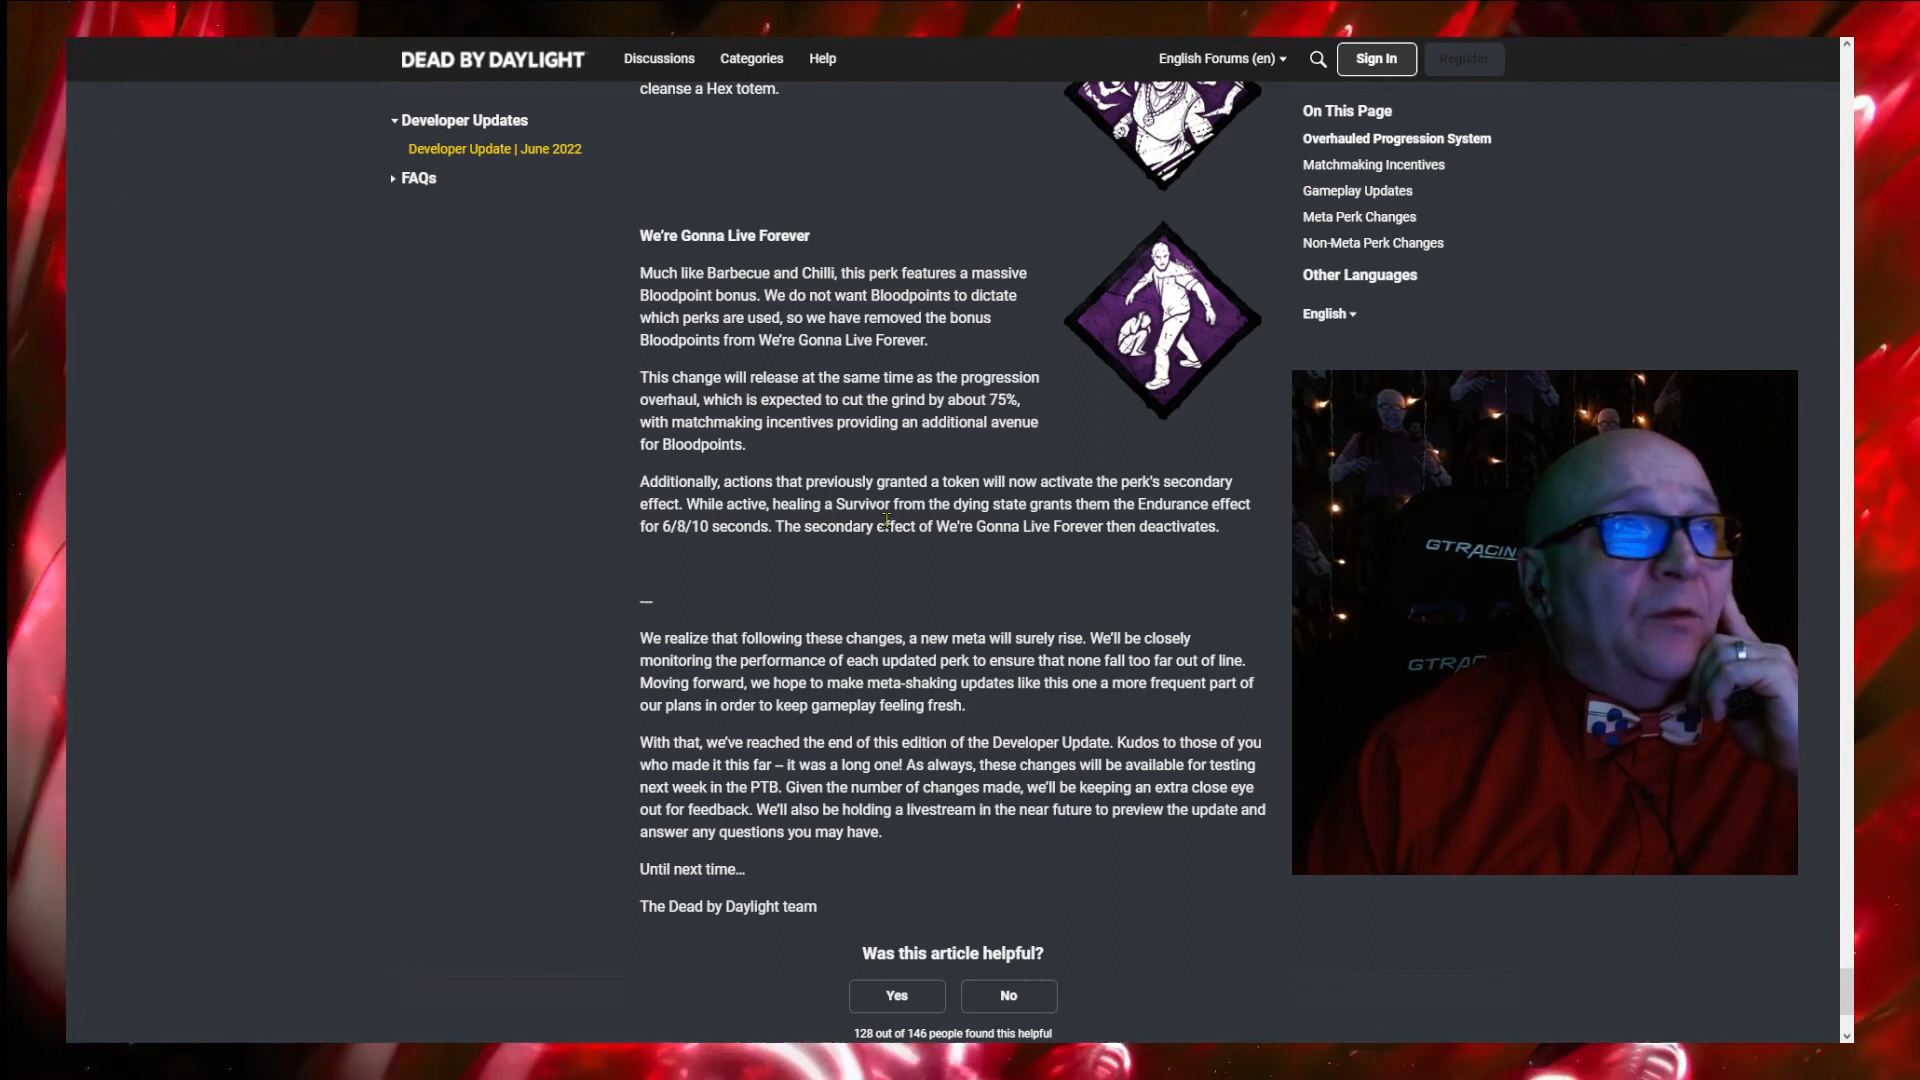 DEAD BY DAYLIGHT
Discussions
Categories
Help
English Forums (en)
Sign In
Register
Developer Updates
Developer Update | June 2022
FAQs
cleanse a Hex totem.
We're Gonna Live Forever
Much like Barbecue and Chilli, this perk features a massive
Bloodpoint bonus. We do not want Bloodpoints to dictate
which perks are used, so we have removed the bonus
Bloodpoints from We're Gonna Live Forever.
This change will release at the same time as the progression
overhaul, which is expected to cut the grind by about 75%,
with matchmaking incentives providing an additional avenue
for Bloodpoints.
Additionally, actions that previously granted a token will now activate the perk's secondary
effect. While active, healing a Survivor from the dying state grants them the Endurance effect
for 6/8/10 seconds. The secondary effect of We're Gonna Live Forever then deactivates.
—
We realize that following these changes, a new meta will surely rise. We'll be closely
monitoring the performance of each updated perk to ensure that none fall too far out of line.
Moving forward, we hope to make meta-shaking updates like this one a more frequent part of
our plans in order to keep gameplay feeling fresh.
With that, we've reached the end of this edition of the Developer Update. Kudos to those of you
who made it this far – it was a long one! As always, these changes will be available for testing
next week in the PTB. Given the number of changes made, we'll be keeping an extra close eye
out for feedback. We'll also be holding a livestream in the near future to preview the update and
answer any questions you may have.
Until next time...
The Dead by Daylight team
Was this article helpful?
Yes
No
128 out of 146 people found this helpful
On This Page
Overhauled Progression System
Matchmaking Incentives
Gameplay Updates
Meta Perk Changes
Non-Meta Perk Changes
Other Languages
English
GTRACIN
GTRAC